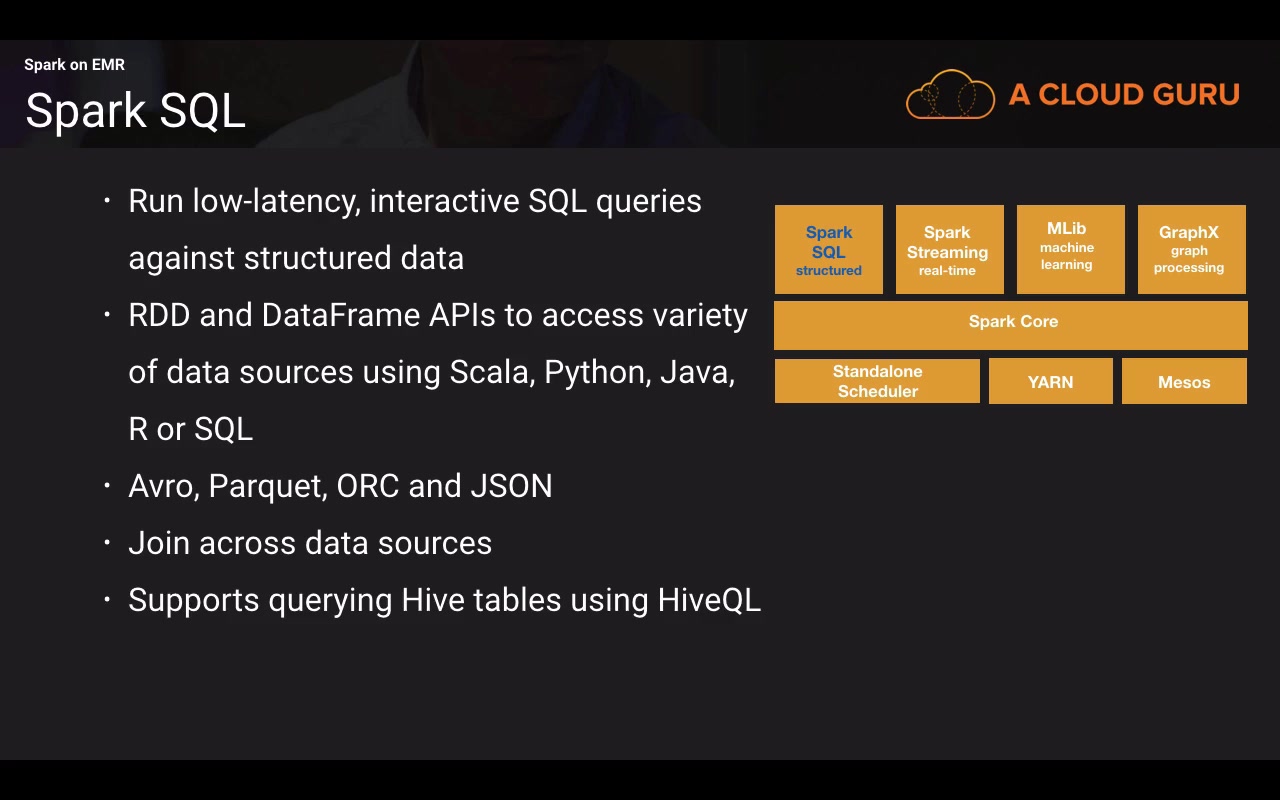 Spark on EMR
Spark SQL
A CLOUD GURU
• Run low-latency, interactive SQL queries
against structured data
• RDD and DataFrame APIs to access variety
of data sources using Scala, Python, Java,
R or SQL
• Avro, Parquet, ORC and JSON
• Join across data sources
• Supports querying Hive tables using HiveQL
Spark
SQL
structured
Spark
Streaming
real-time
MLib
machine
learning
GraphX
graph
processing
Spark Core
Standalone
Scheduler
YARN
Mesos